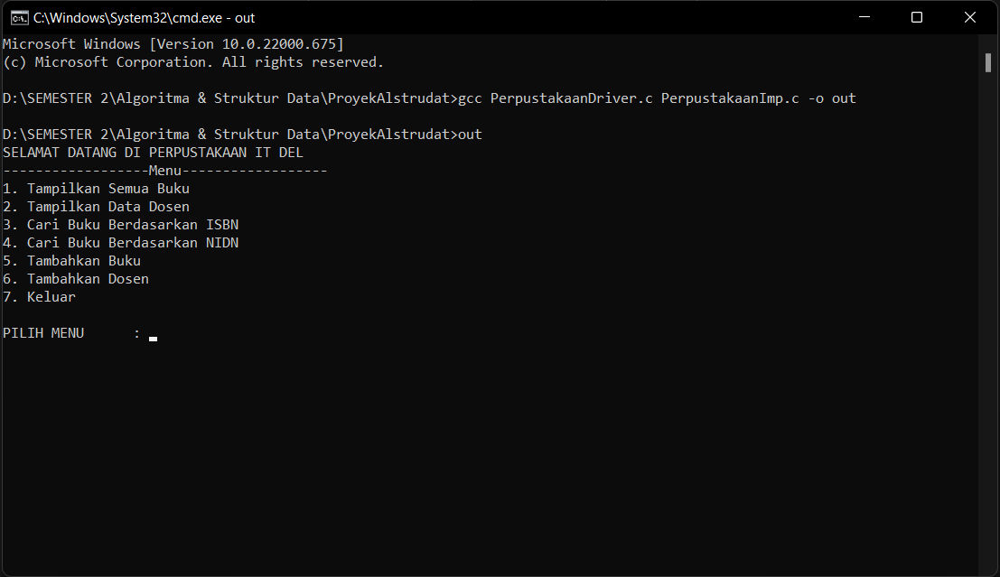 C:\Windows\System32\cmd.exe - out
Microsoft Windows [Version 10.0.22000.675]
(c) Microsoft Corporation. All rights reserved.
D:\SEMESTER 2\Algoritma & Struktur Data\ProyekAlstrudat>gcc PerpustakaanDriver.c PerpustakaanImp.c -o out
D:\SEMESTER 2\Algoritma & Struktur Data\ProyekAlstrudat>out
SELAMAT DATANG DI PERPUSTAKAAN IT DEL
------------------Menu------------------
1. Tampilkan Semua Buku
2. Tampilkan Data Dosen
3. Cari Buku Berdasarkan ISBN
4. Cari Buku Berdasarkan NIDN
5. Tambahkan Buku
6. Tambahkan Dosen
7. Keluar
PILIH MENU      :